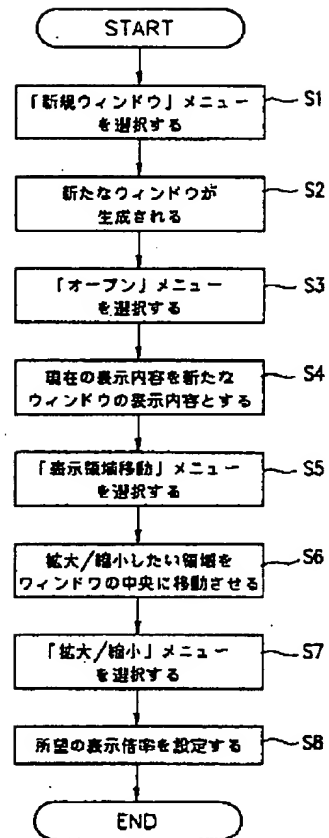 START
「新規ウィンドウ」メニュー
を選択する
S1
新たなウィンドウが
生成される
S2
「オープン」メニュー
を選択する
S3
現在の表示内容を新たな
ウィンドウの表示内容とする
S4
「表示領域移動」メニュー
を選択する
S5
拡大/縮小したい領域を
ウィンドウの中央に移動させる
S6
「拡大/縮小」メニュー
を選択する
S7
所望の表示倍率を設定する
S8
END